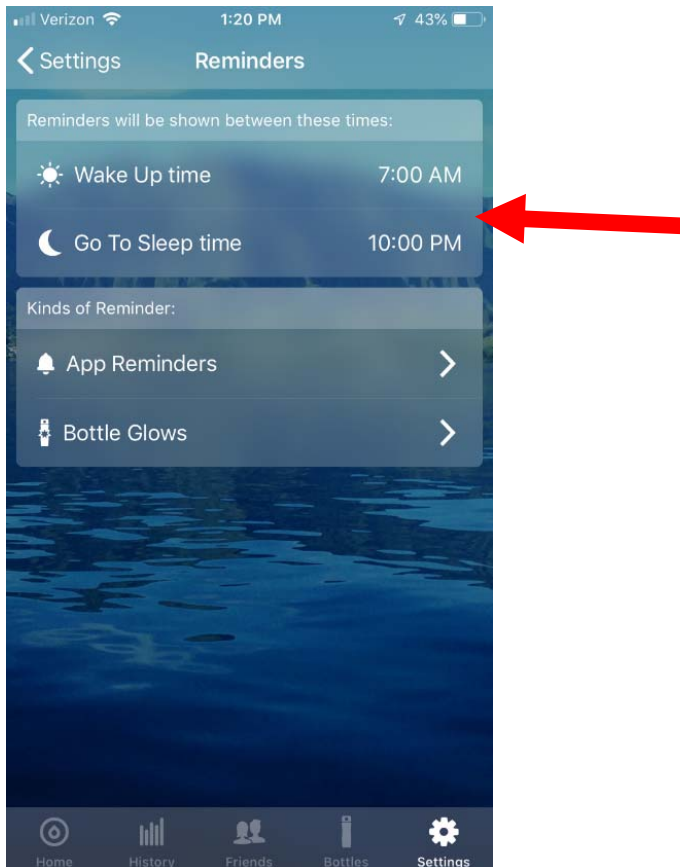 Verizon 1:20 PM 43%
Settings Reminders
Reminders will be shown between these times:
Wake Up time 7:00 AM
Go To Sleep time 10:00 PM
Kinds of Reminder:
App Reminders
Bottle Glows
Home History Friends Bottles Settings